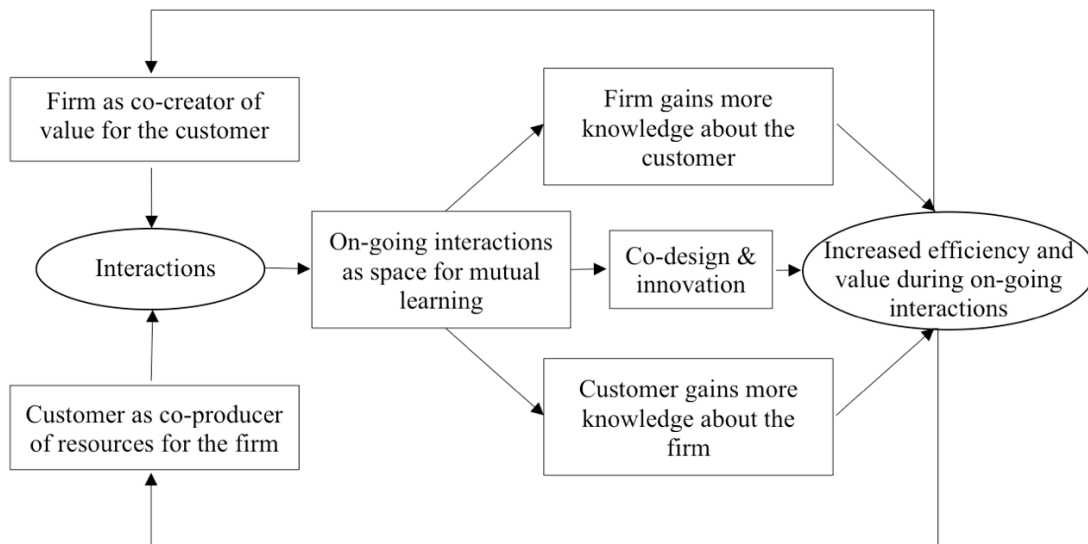 Firm as co-creator of
value for the customer
Interactions
Customer as co-producer
of resources for the firm
On-going interactions
as space for mutual
learning
Firm gains more
knowledge about the
customer
Co-design &
innovation
Customer gains more
knowledge about the
firm
Increased efficiency and
value during on-going
interactions